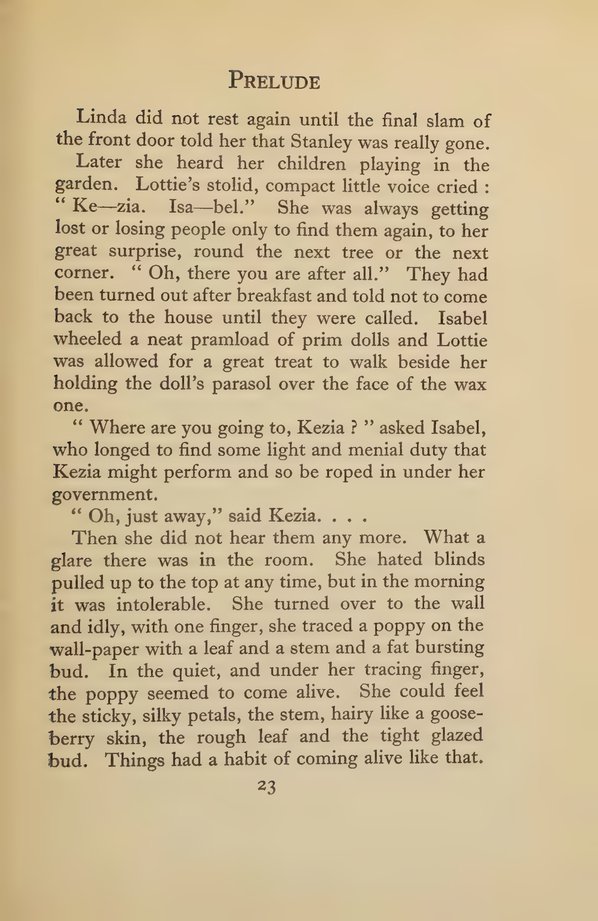 PRELUDE
Linda did not rest again until the final slam of
the front door told her that Stanley was really gone.
Later she heard her children playing in the
garden. Lottie's stolid, compact little voice cried :
" Ke—zia. Isa—bel." She was always getting
lost or losing people only to find them again, to her
great surprise, round the next tree or the next
corner. " Oh, there you are after all." They had
been turned out after breakfast and told not to come
back to the house until they were called. Isabel
wheeled a neat pramload of prim dolls and Lottie
was allowed for a great treat to walk beside her
holding the doll's parasol over the face of the wax
one.
" Where are you going to, Kezia ? " asked Isabel,
who longed to find some light and menial duty that
Kezia might perform and so be roped in under her
government.
" Oh, just away," said Kezia. . . .
Then she did not hear them any more. What a
glare there was in the room. She hated blinds
pulled up to the top at any time, but in the morning
it was intolerable. She turned over to the wall
and idly, with one finger, she traced a poppy on the
wall-paper with a leaf and a stem and a fat bursting
bud. In the quiet, and under her tracing finger,
the poppy seemed to come alive. She could feel
the sticky, silky petals, the stem, hairy like a goose-
berry skin, the rough leaf and the tight glazed
bud. Things had a habit of coming alive like that.
23